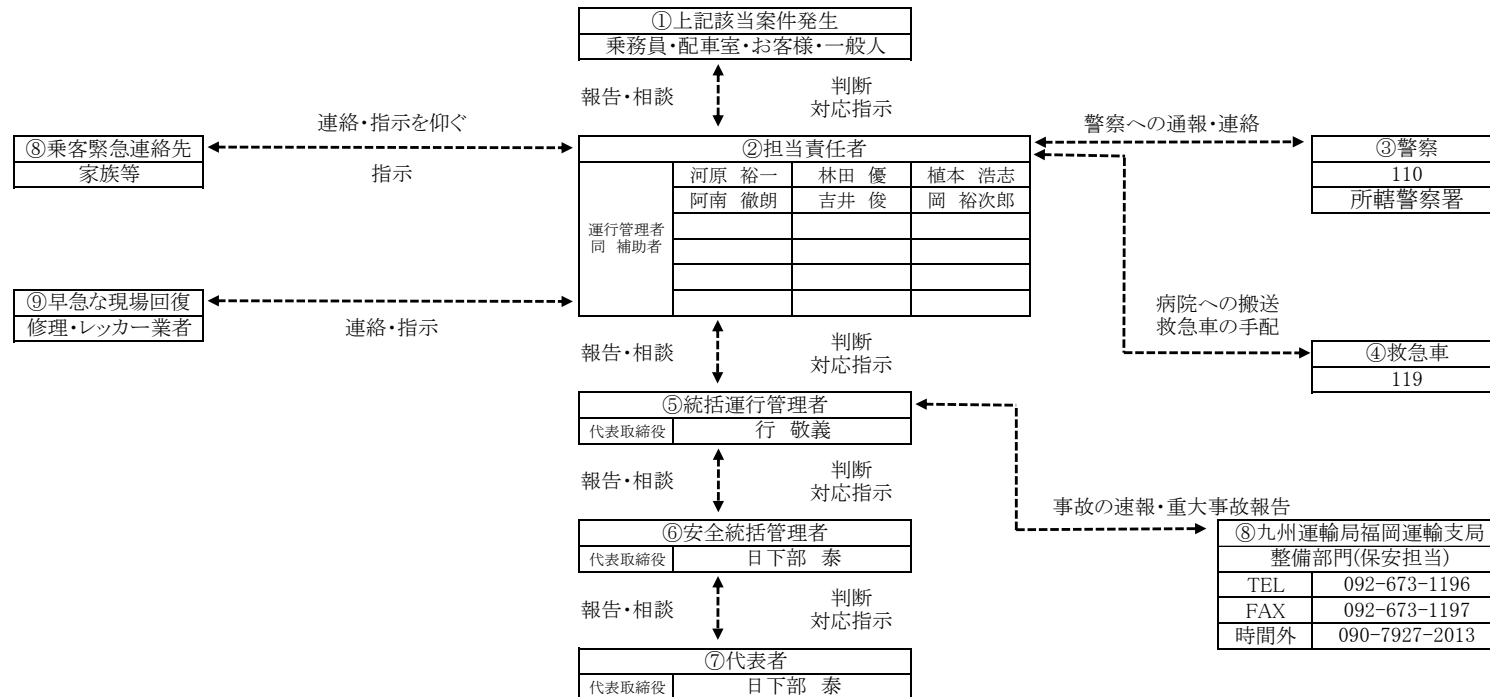 ①上記該当案件発生
乗務員・配車室・お客様・一般人
報告・相談
判断
対応指示
連絡・指示を仰ぐ
指示
⑧乗客緊急連絡先
家族等
②担当責任者
運行管理者
同 補助者
河原 裕一 林田 優 植本 浩志
阿南 徹朗 吉井 俊 岡 裕次郎
警察への通報・連絡
③警察
110
所轄警察署
⑨早急な現場回復
修理・レッカー業者
連絡・指示
病院への搬送
救急車の手配
④救急車
119
報告・相談
判断
対応指示
⑤統括運行管理者
代表取締役 行 敬義
報告・相談
判断
対応指示
事故の速報・重大事故報告
⑥安全統括管理者
代表取締役 日下部 泰
⑧九州運輸局福岡運輸支局
整備部門(保安担当)
TEL 092-673-1196
FAX 092-673-1197
時間外 090-7927-2013
報告・相談
判断
対応指示
⑦代表者
代表取締役 日下部 泰